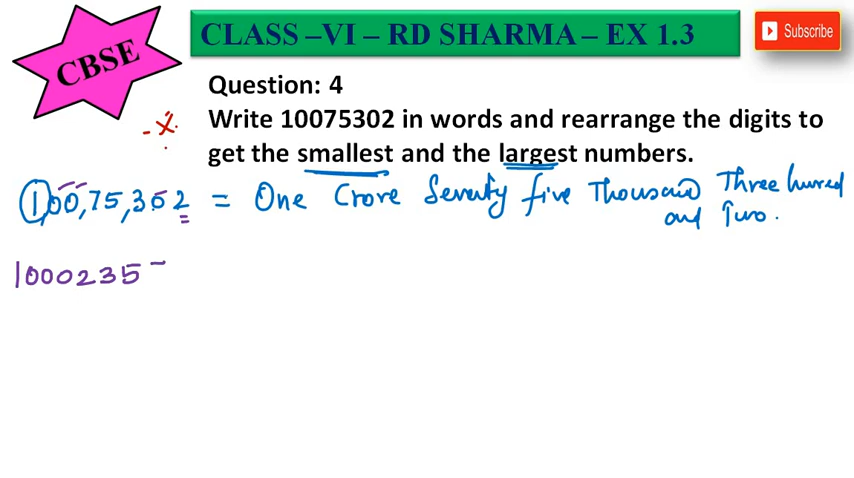 CBSE
CLASS –VI – RD SHARMA – EX 1.3
Subscribe
Question: 4
Write 10075302 in words and rearrange the digits to
get the smallest and the largest numbers.
1,00,75,352 = One Crore Seventy five Thousand Three hured
and Two.
1000235